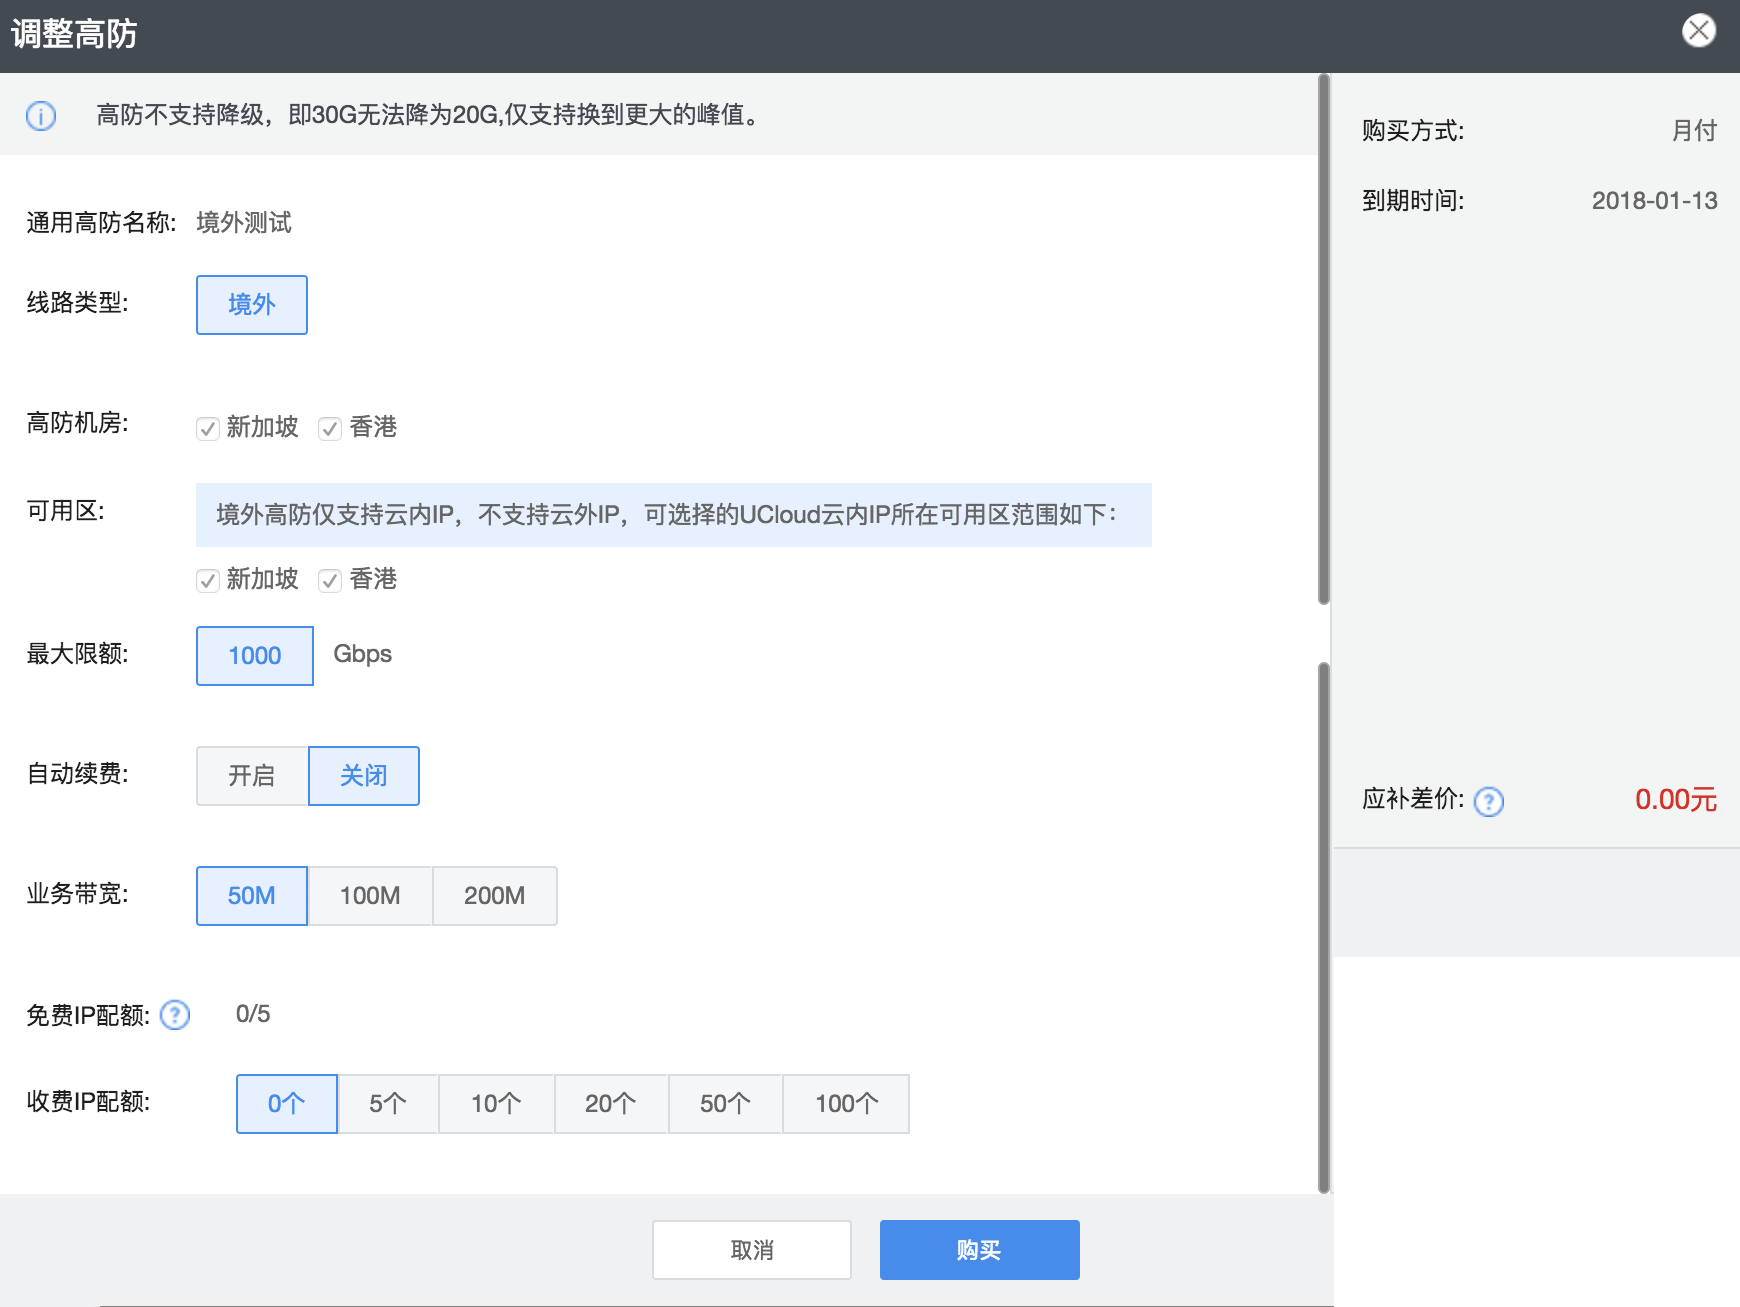 调整高防
高防不支持降级，即30G无法降为20G,仅支持换到更大的峰值。
通用高防名称: 境外测试
线路类型: 境外
高防机房: 新加坡 香港
可用区: 境外高防仅支持云内IP，不支持云外IP，可选择的UCloud云内IP所在可用区范围如下：
新加坡 香港
最大限额: 1000 Gbps
自动续费: 开启 关闭
业务带宽: 50M 100M 200M
免费IP配额: ? 0/5
收费IP配额: 0个 5个 10个 20个 50个 100个
取消 购买
购买方式: 月付
到期时间: 2018-01-13
应补差价: ? 0.00元